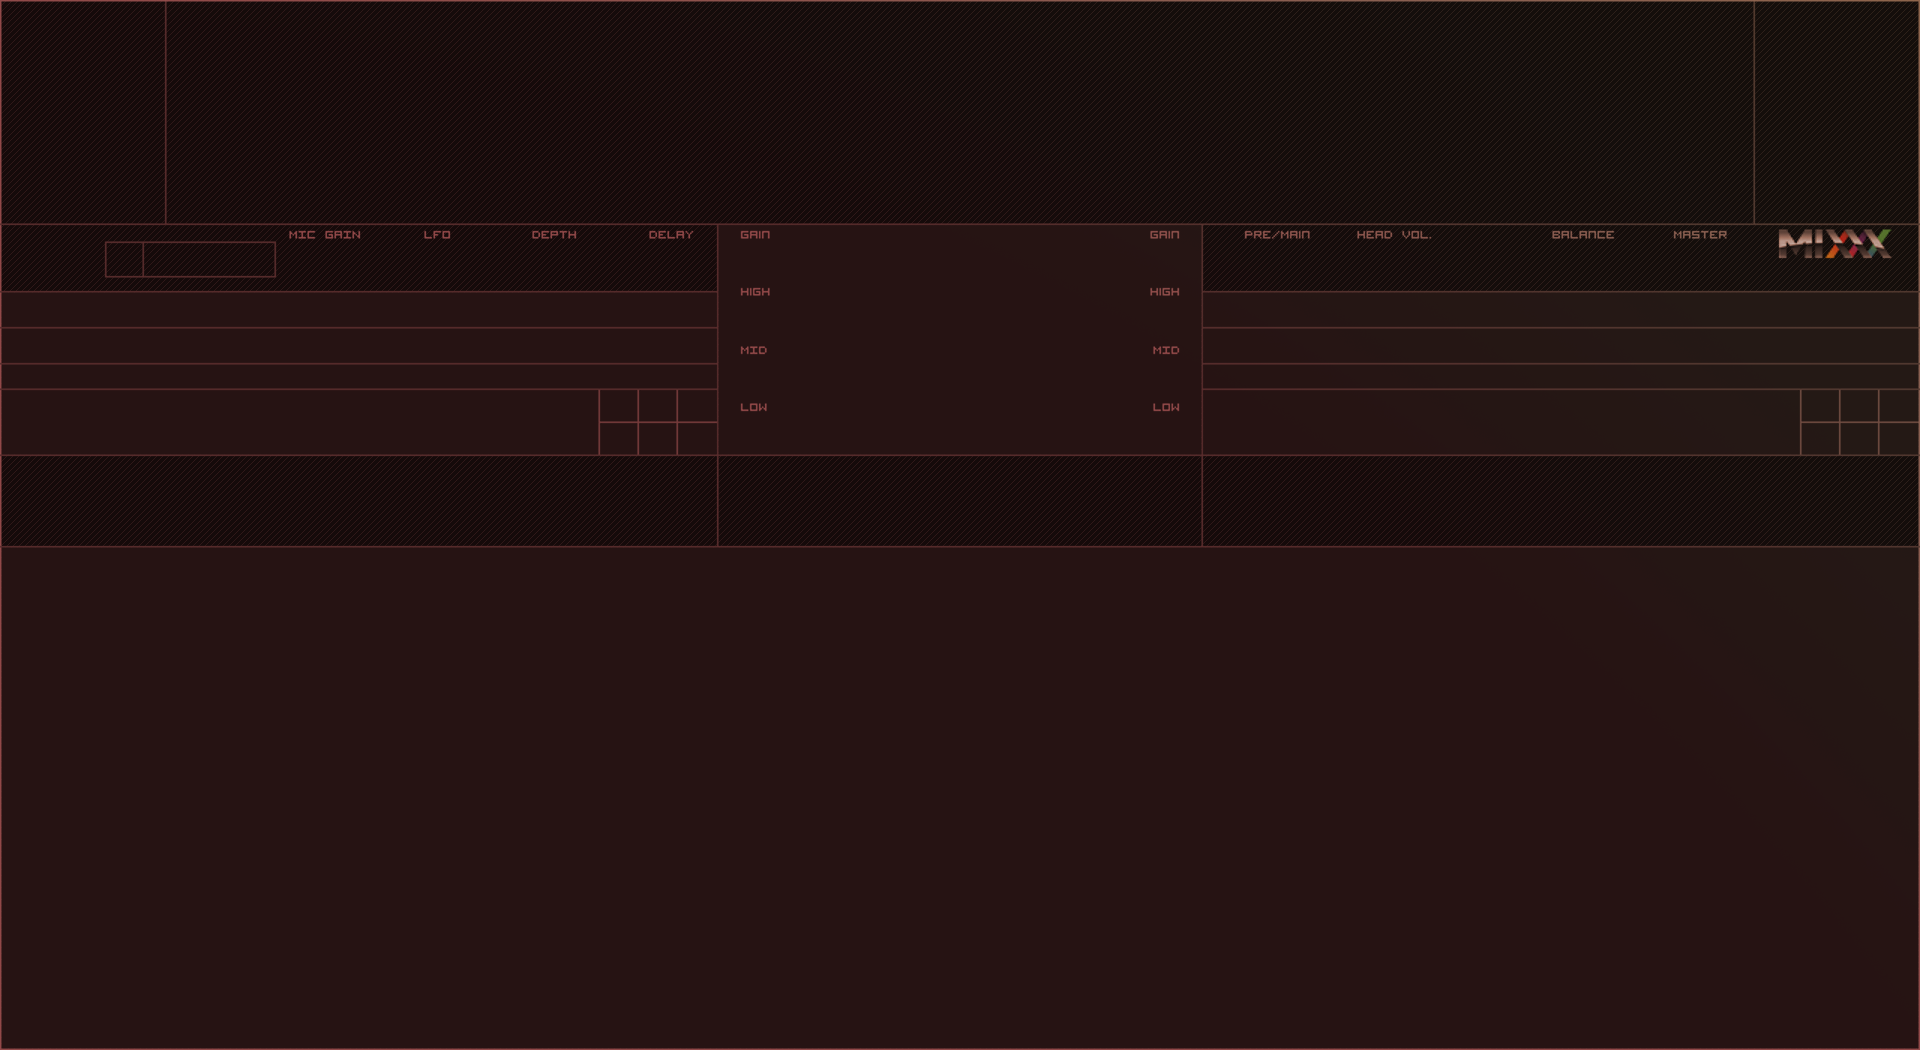 MIC GAIN LFO DEPTH DELAY GAIN GAIN PRE/MAIN HEAD VOL. BALANCE MASTER MIXXX
HIGH HIGH
MID MID
LOW LOW